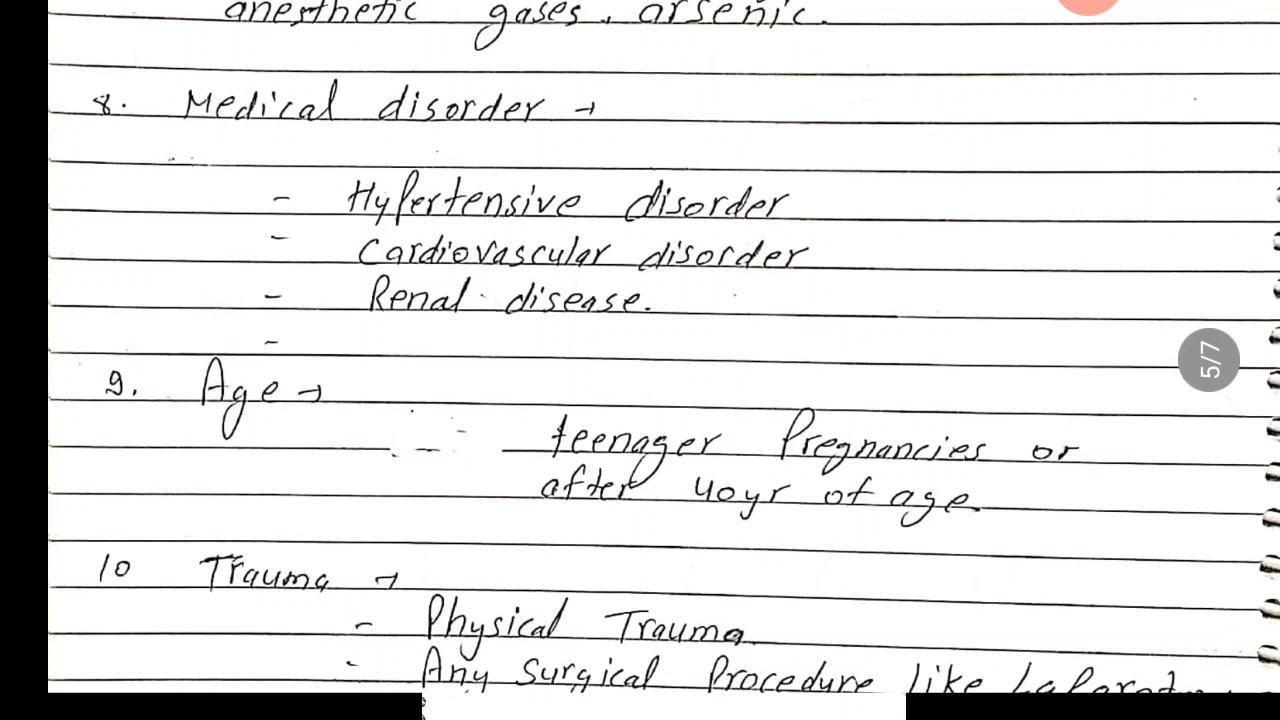 anesthetic gases, arsenic.
8. Medical disorder →
- Hypertensive disorder
- Cardiovascular disorder
- Renal disease.
-
9. Age →
- teenager Pregnancies or
after 40yr of age.
10 Trauma →
- Physical Trauma
- Any surgical Procedure like
5/7